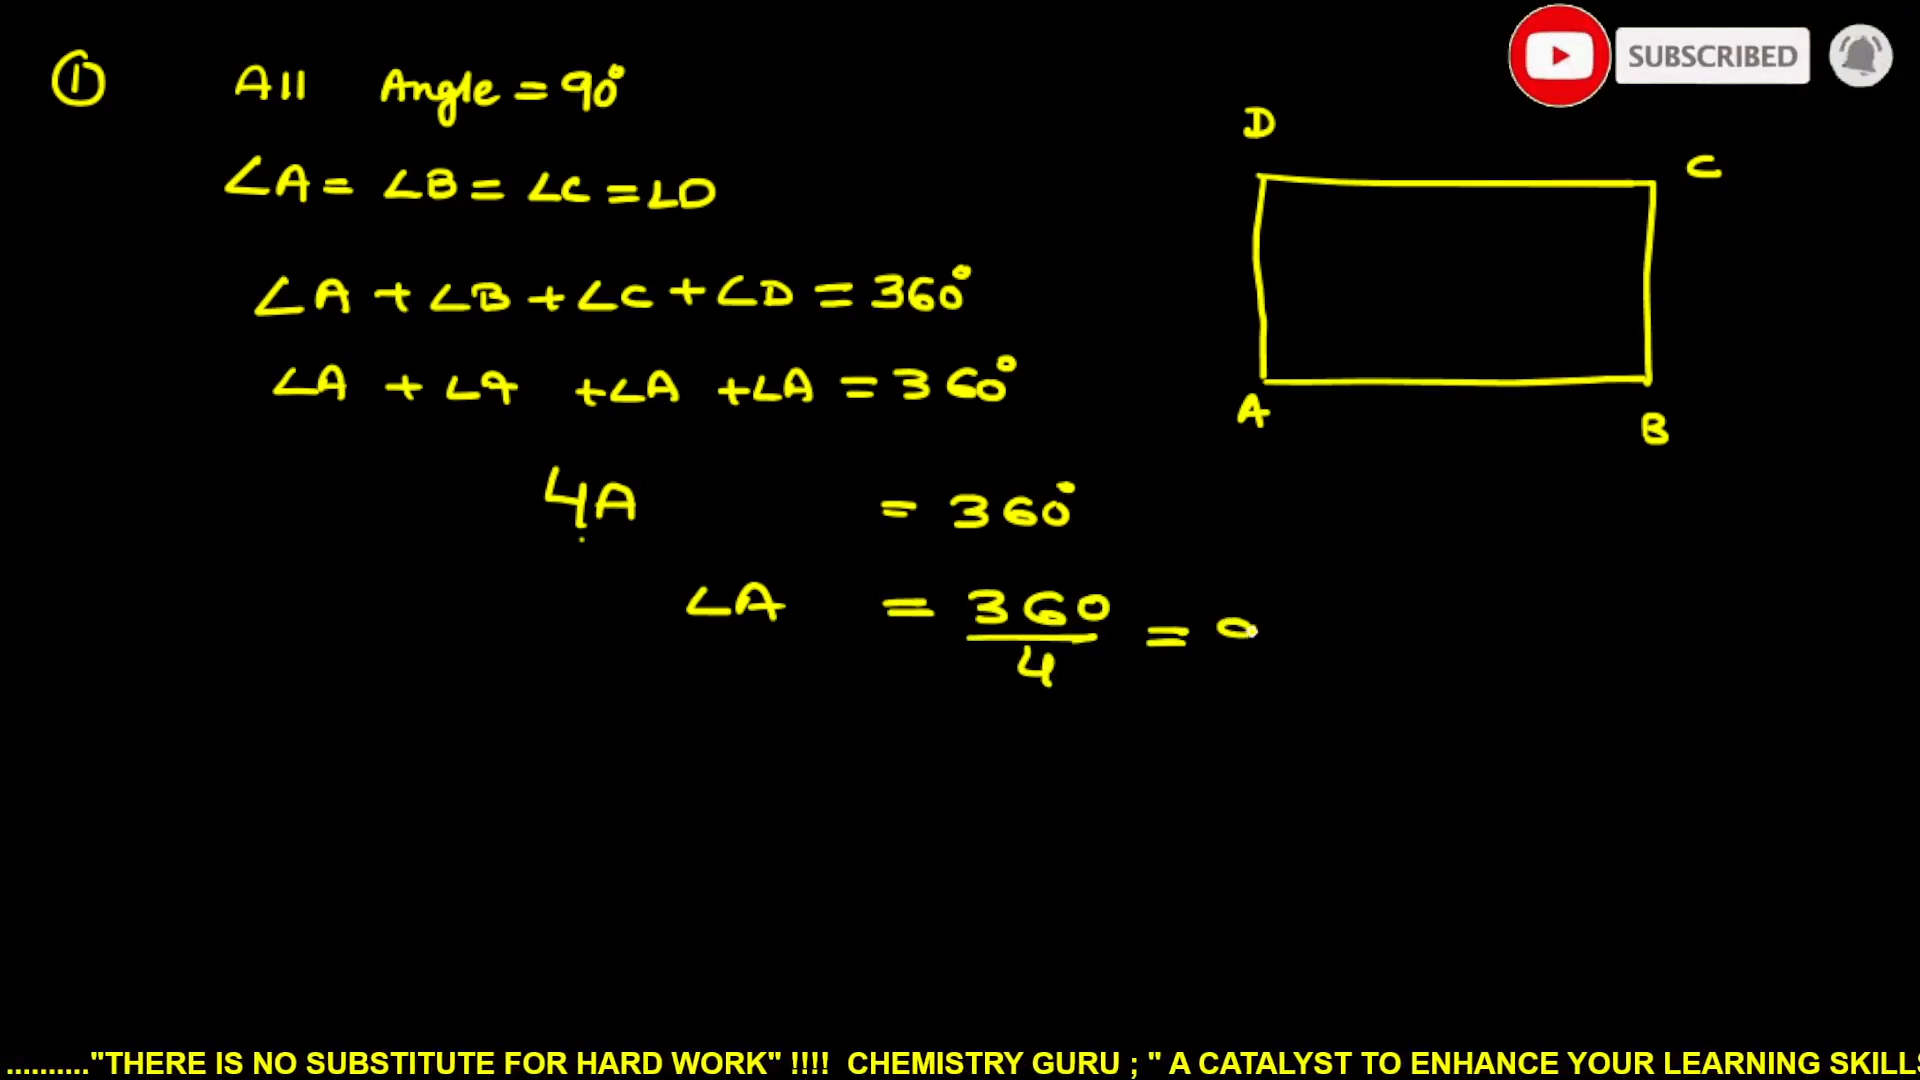 ① All Angle = 90°
SUBSCRIBED
∠A = ∠B = ∠C = ∠D
∠A + ∠B + ∠C + ∠D = 360°
∠A + ∠A + ∠A + ∠A = 360°
4A = 360°
∠A = 360/4 =
D
C
A
B
.........."THERE IS NO SUBSTITUTE FOR HARD WORK" !!!! CHEMISTRY GURU ; " A CATALYST TO ENHANCE YOUR LEARNING SKILLS